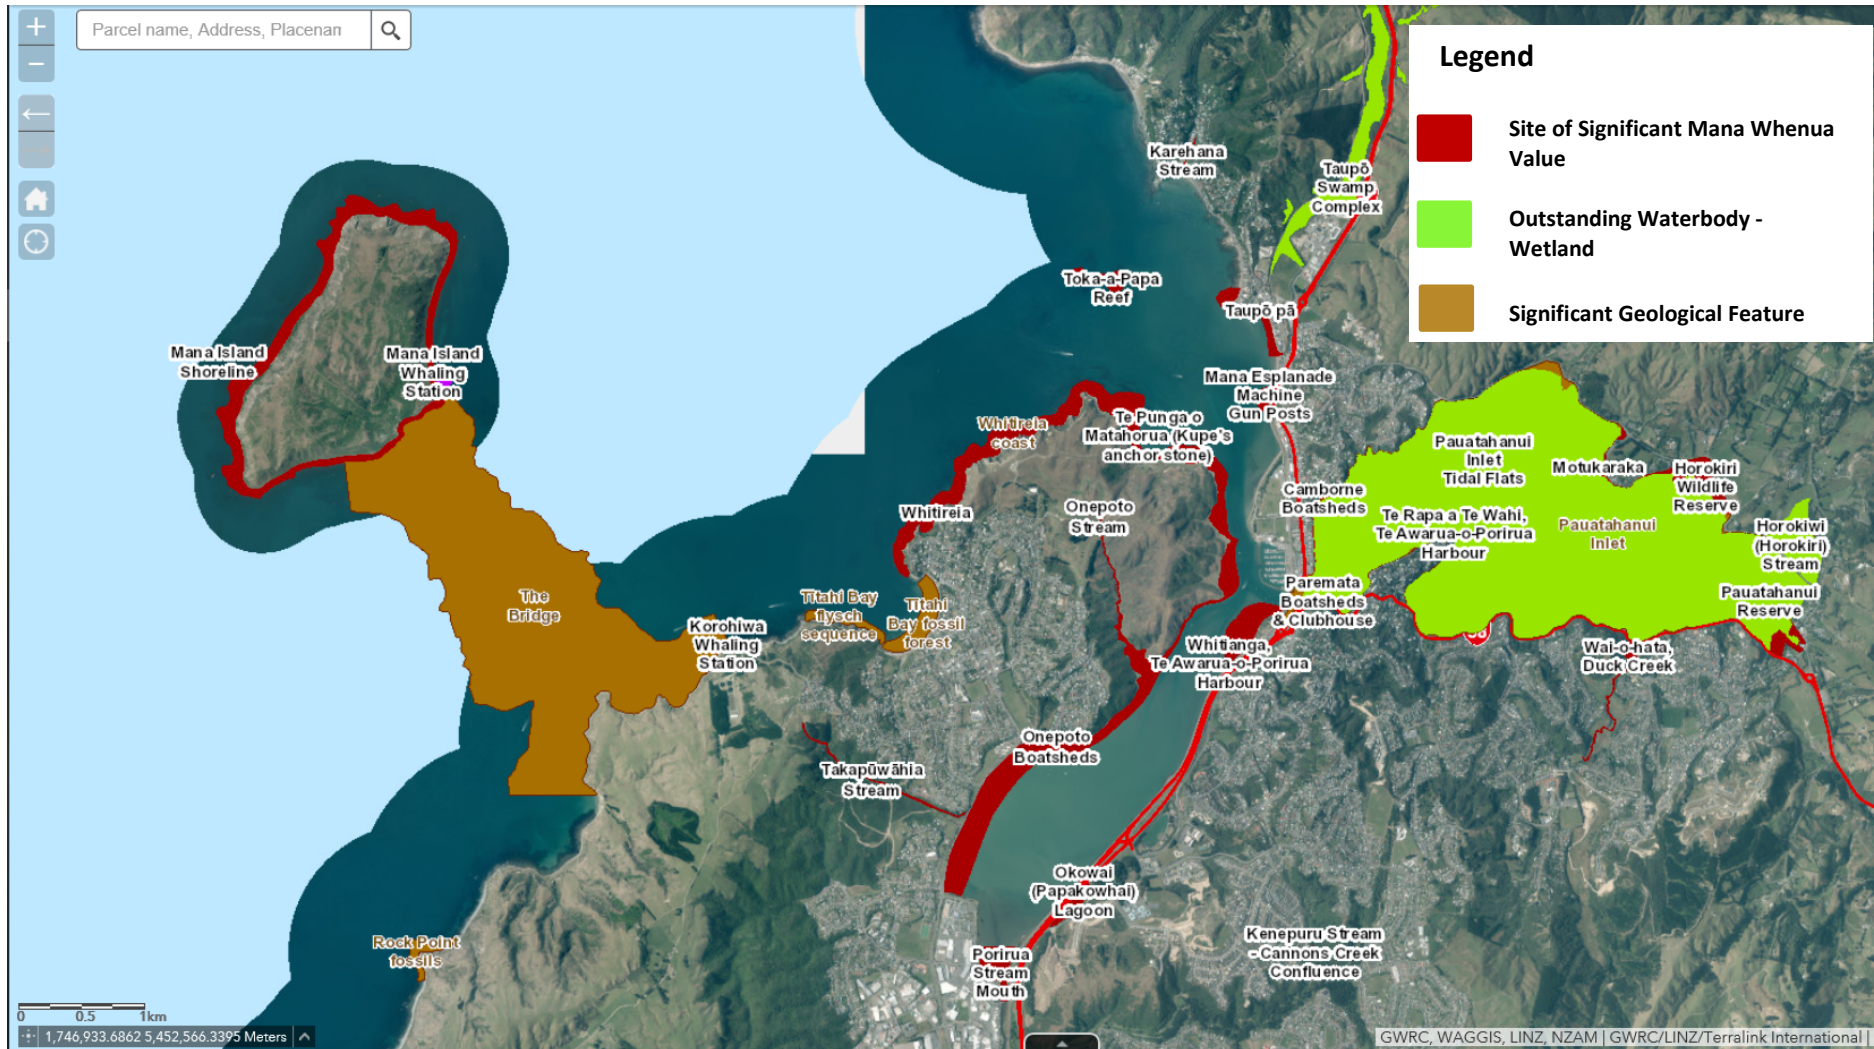 Parcel name, Address, Placenam
Legend
Site of Significant Mana Whenua
Value
Outstanding Waterbody -
Wetland
Significant Geological Feature
Karehana
Stream
Taupō
Swamp
Complex
Toka-a-Papa
Reef
Taupō pā
Mana Island
Shoreline
Mana Island
Whaling
Station
Mana Esplanade
Machine
Gun Posts
Whitireia
coast
Te Punga o
Matahorua (Kupe's
anchor stone)
Pauatahanui
Inlet
Tidal Flats
Motukaraka
Horokiri
Wildlife
Reserve
Camborne
Boatsheds
Whitireia
Onepoto
Stream
Te Rapa a Te Wahi,
Te Awarua-o-Porirua
Harbour
Pauatahanui
Inlet
Horokiwi
(Horokiri)
Stream
The
Bridge
Titahi Bay
flysch
sequence
Titahi
Bay fossil
forest
Paremata
Boatsheds
& Clubhouse
Pauatahanui
Reserve
Korohiwa
Whaling
Station
Whitianga,
Te Awarua-o-Porirua
Harbour
Wai-o-hata,
Duck Creek
Onepoto
Boatsheds
Takapūwāhia
Stream
Okowai
(Papakowhai)
Lagoon
Rock Point
fossils
Porirua
Stream
Mouth
Kenepuru Stream
-Cannons Creek
Confluence
0 0.5 1km
1,746,933.6862 5,452,566.3395 Meters
GWRC, WAGGIS, LINZ, NZAM | GWRC/LINZ/Terralink International